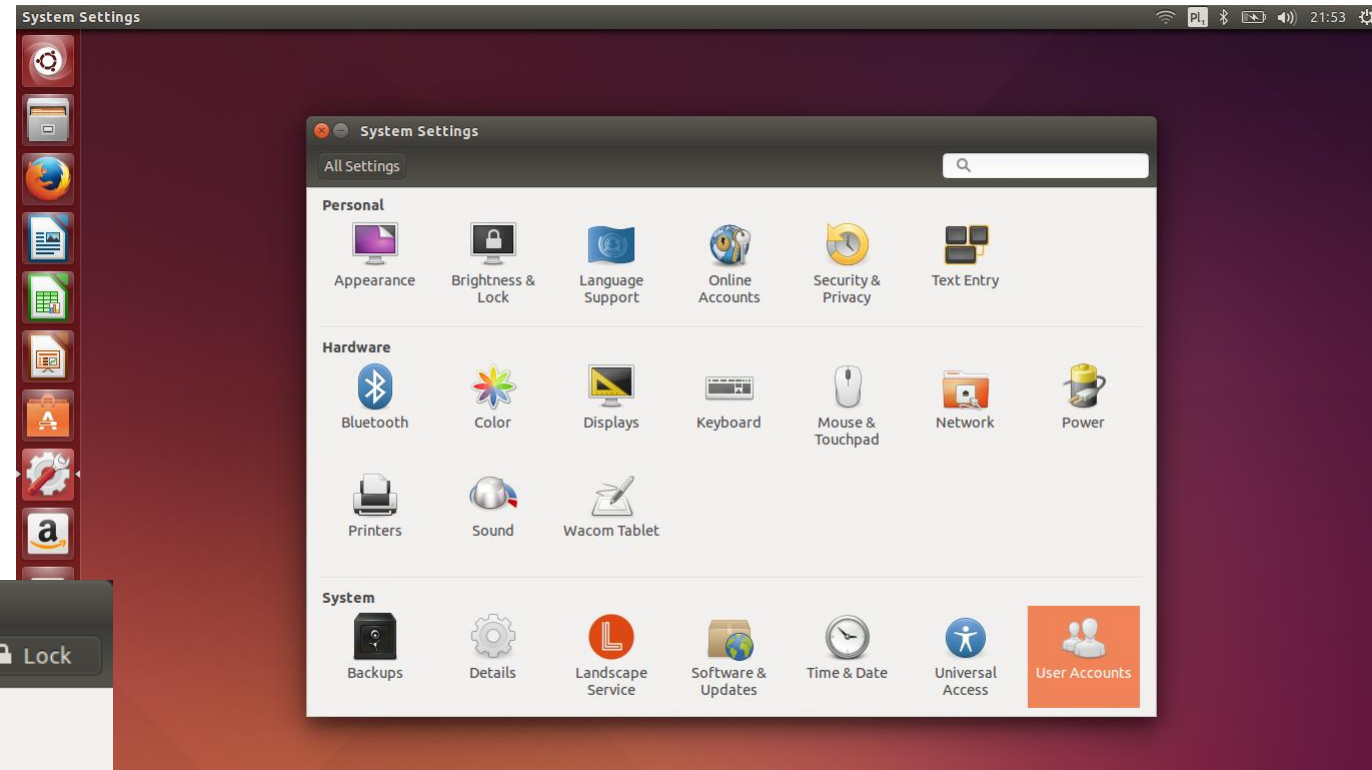 System Settings
Pl1 21:53
System Settings
All Settings
Personal
Appearance
Brightness &
Lock
Language
Support
Online
Accounts
Security &
Privacy
Text Entry
Hardware
Bluetooth
Color
Displays
Keyboard
Mouse &
Touchpad
Network
Power
Printers
Sound
Wacom Tablet
System
Backups
Details
Landscape
Service
Software &
Updates
Time & Date
Universal
Access
User Accounts
Lock